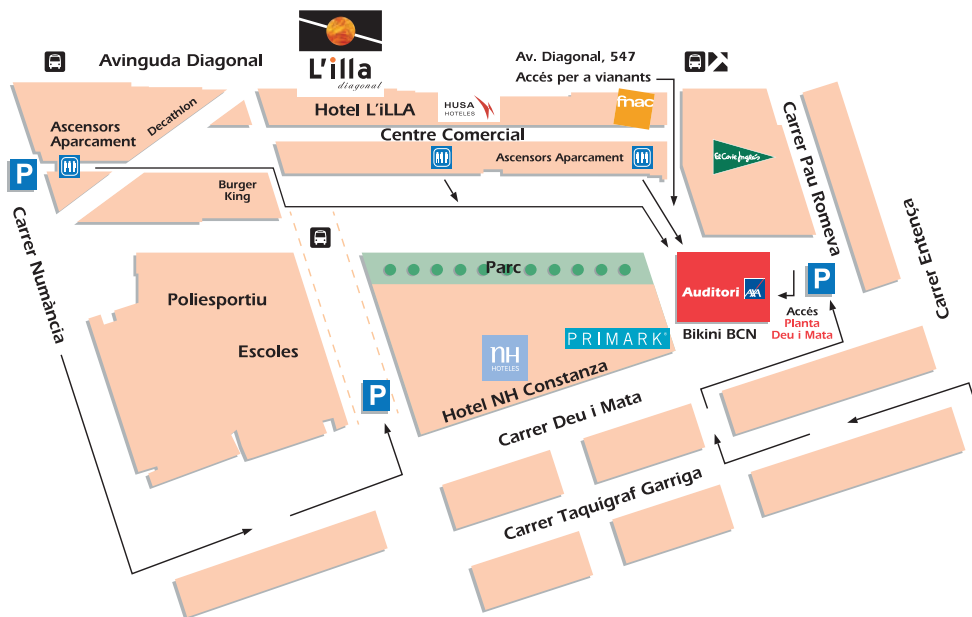 Avinguda Diagonal
L'illa
diagonal
Av. Diagonal, 547
Accés per a vianants
Hotel L'iLLA
HUSA
HOTELES
fnac
Decathlon
Ascensors
Aparcament
Centre Comercial
Ascensors Aparcament
El Corte Inglés
Carrer Pau Romeva
Carrer Entença
P
Burger
King
Carrer Numància
Parc
Poliesportiu
Escoles
Auditori AXA
P
Accés
Planta
Deu i Mata
Bikini BCN
PRIMARK
nH
HOTELES
Hotel NH Constanza
P
Carrer Deu i Mata
Carrer Taquigraf Garriga